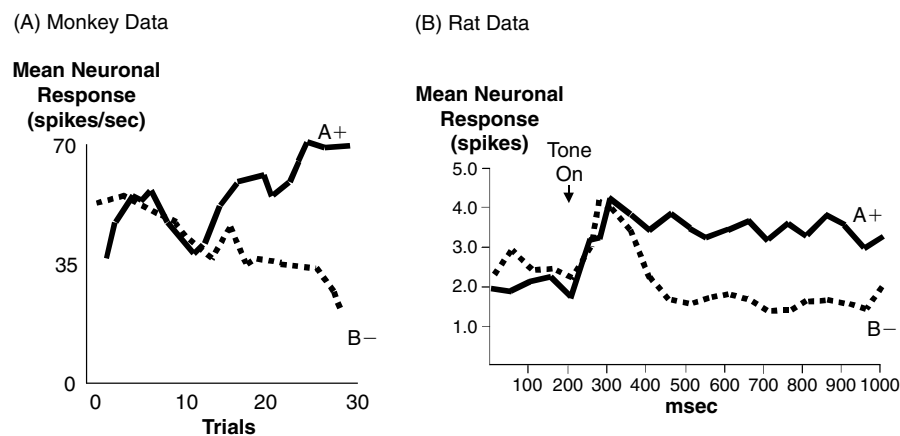 (A) Monkey Data
Mean Neuronal
Response
(spikes/sec)
70
35
0
A+
B−
0 10 20 30
Trials
(B) Rat Data
Mean Neuronal
Response
(spikes)
Tone
On
5.0
4.0
3.0
2.0
1.0
A+
B−
100 200 300 400 500 600 700 800 900 1000
msec